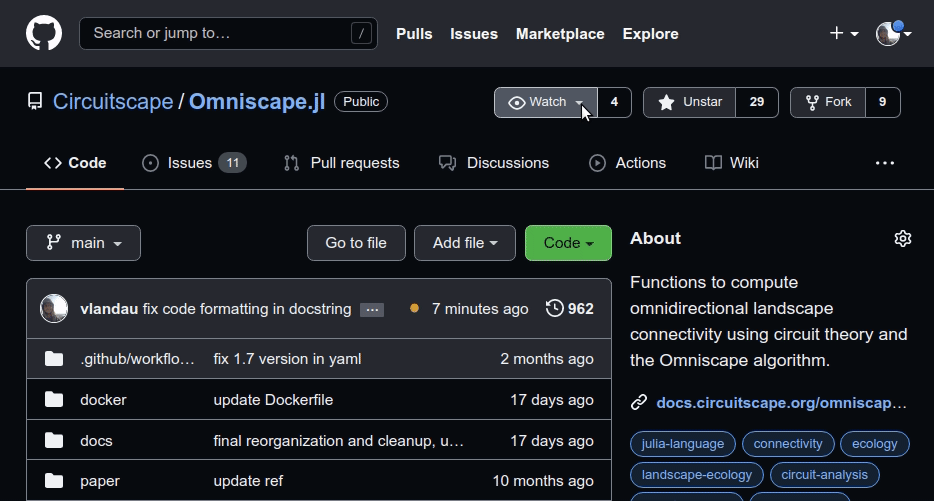 Search or jump to… /
Pulls Issues Marketplace Explore
Circuitscape / Omniscape.jl Public
Watch 4 Unstar 29 Fork 9
Code Issues 11 Pull requests Discussions Actions Wiki ...
main Go to file Add file Code
About
Functions to compute
omnidirectional landscape
connectivity using circuit theory and
the Omniscape algorithm.
docs.circuitscape.org/omniscap…
julia-language connectivity ecology
landscape-ecology circuit-analysis
vlandau fix code formatting in docstring ... 7 minutes ago 962
.github/workflo… fix 1.7 version in yaml 2 months ago
docker update Dockerfile 17 days ago
docs final reorganization and cleanup, u… 17 days ago
paper update ref 10 months ago